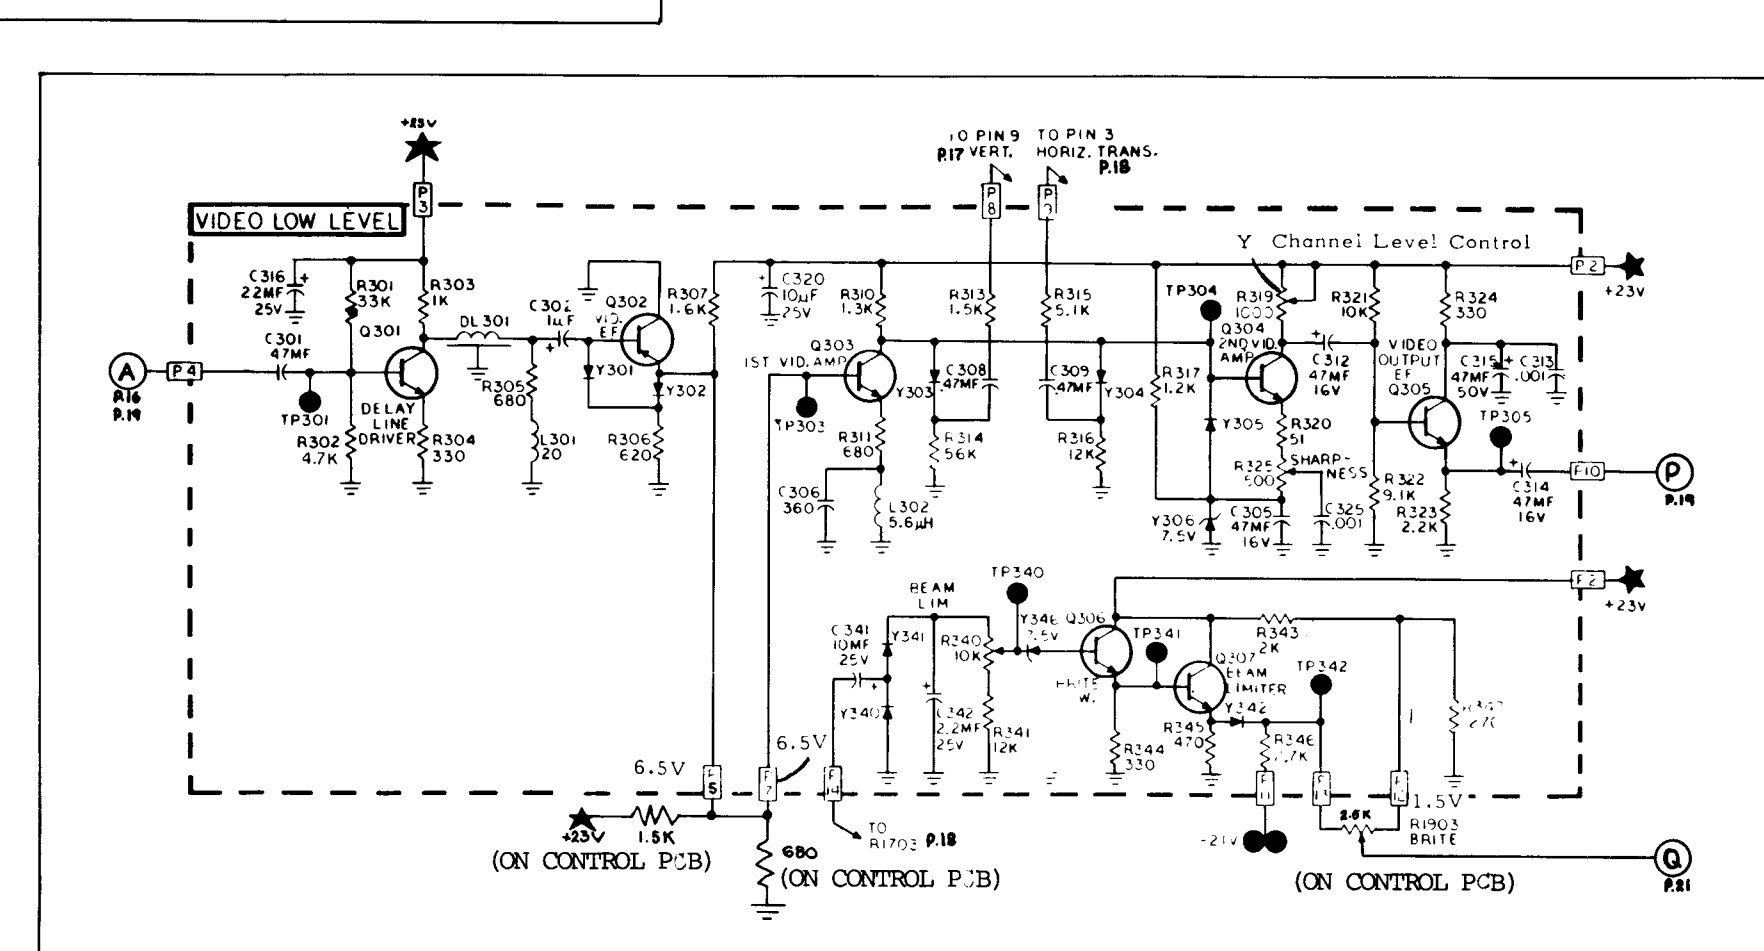 +23V
TO PIN 9
P.17 VERT.
TO PIN 3
HORIZ. TRANS.
P.18
P
3
P
8
P
VIDEO LOW LEVEL
Y Channel Level Control
C316
22MF
25V
R301
33K
R303
1K
DL301
C302
1µF
Q302
VID.
EF
R307
1.6K
C320
10µF
25V
R310
1.3K
R313
1.5K
R315
5.1K
TP304
R319
1000
R321
10K
R324
330
P2
+23V
C301
.47MF
Q301
A
P.16
P.19
P4
TP301
DELAY
LINE
DRIVER
R302
4.7K
R304
330
R305
680
L301
20
Y301
Y302
R306
620
1ST VID. AMP
Q303
TP303
R311
680
C306
360
L302
5.6µH
Y303
C308
.47MF
C309
.47MF
Y304
R314
56K
R316
12K
R317
1.2K
Q304
2ND VID.
AMP
C312
47MF
16V
VIDEO
OUTPUT
EF
Q305
C315
47MF
50V
C313
.001
TP305
Y305
R320
51
R325
500
SHARP-
NESS
R322
9.1K
R323
2.2K
C314
47MF
16V
P10
P
P.19
Y306
7.5V
C305
47MF
16V
C325
.001
TP340
BEAM
LIM
C341
10MF
25V
Y341
R340
10K
Y346
7.5V
Q306
TP341
R343
2K
P2
+23V
Q307
BEAM
LIMITER
TP342
BRITE
Y340
C342
2.2MF
25V
R341
12K
R344
330
R345
470
Y342
R346
6.5V
6.5V
5
14
+23V
1.5K
(ON CONTROL PCB)
680
(ON CONTROL PCB)
TO
R1703 P.18
-21V
2.6K
1.5V
R1903
BRITE
(ON CONTROL PCB)
Q
P.21